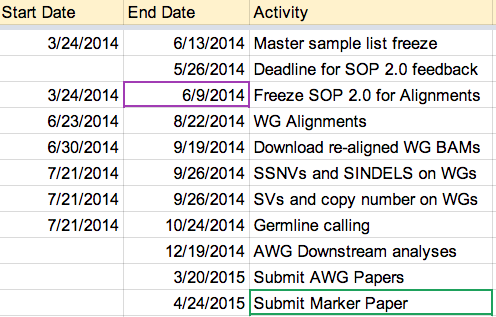 Start Date End Date Activity
3/24/2014 6/13/2014 Master sample list freeze
5/26/2014 Deadline for SOP 2.0 feedback
3/24/2014 6/9/2014 Freeze SOP 2.0 for Alignments
6/23/2014 8/22/2014 WG Alignments
6/30/2014 9/19/2014 Download re-aligned WG BAMs
7/21/2014 9/26/2014 SSNVs and SINDELS on WGs
7/21/2014 9/26/2014 SVs and copy number on WGs
7/21/2014 10/24/2014 Germline calling
12/19/2014 AWG Downstream analyses
3/20/2015 Submit AWG Papers
4/24/2015 Submit Marker Paper